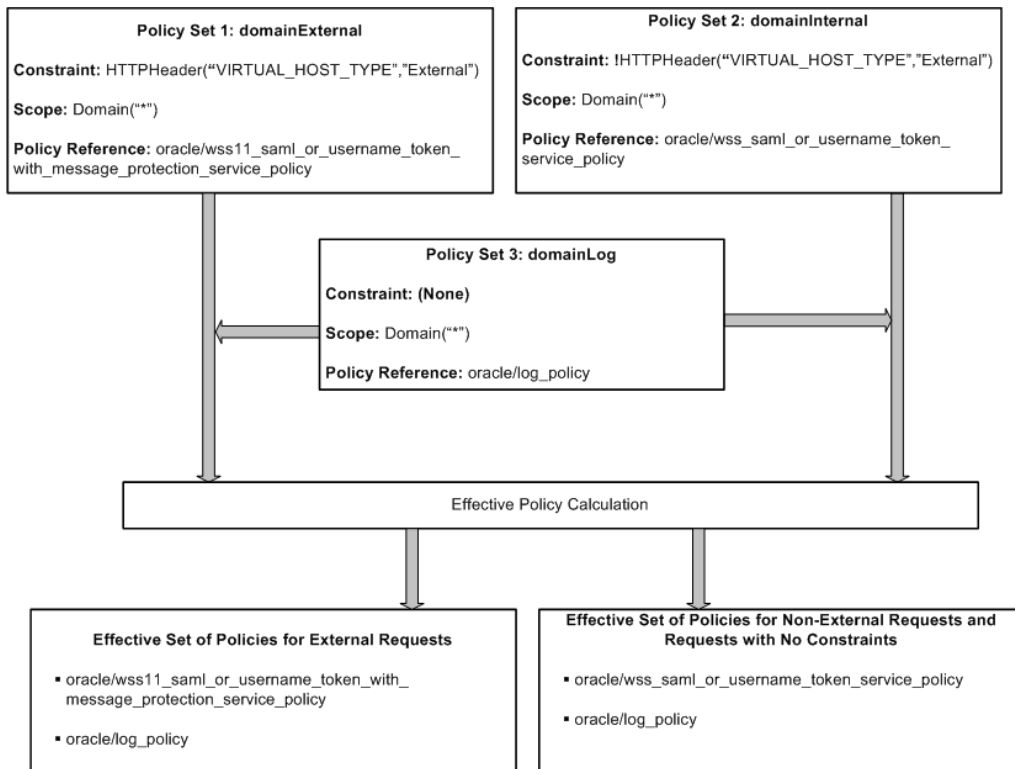 Policy Set 1: domainExternal
Constraint: HTTPHeader(“VIRTUAL_HOST_TYPE”,”External”)
Scope: Domain(“*”)
Policy Reference: oracle/wss11_saml_or_username_token_
with_message_protection_service_policy
Policy Set 2: domainInternal
Constraint: !HTTPHeader(“VIRTUAL_HOST_TYPE”,”External”)
Scope: Domain(“*”)
Policy Reference: oracle/wss_saml_or_username_token_
service_policy
Policy Set 3: domainLog
Constraint: (None)
Scope: Domain(“*”)
Policy Reference: oracle/log_policy
Effective Policy Calculation
Effective Set of Policies for External Requests
▪ oracle/wss11_saml_or_username_token_with_
message_protection_service_policy
▪ oracle/log_policy
Effective Set of Policies for Non-External Requests and
Requests with No Constraints
▪ oracle/wss_saml_or_username_token_service_policy
▪ oracle/log_policy